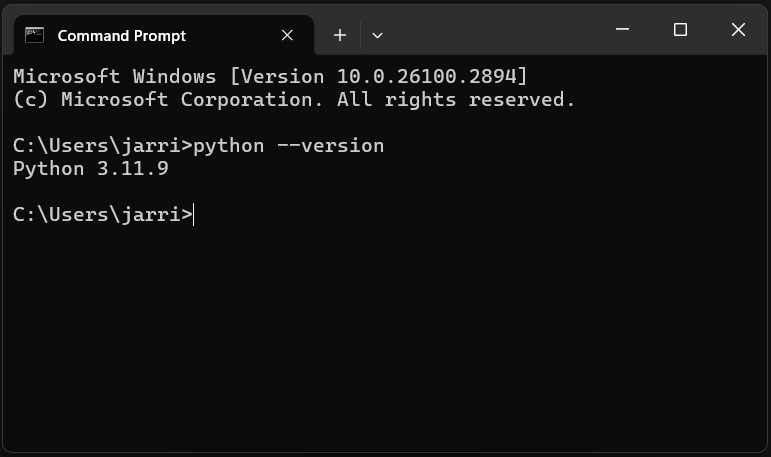 Command Prompt
Microsoft Windows [Version 10.0.26100.2894]
(c) Microsoft Corporation. All rights reserved.
C:\Users\jarri>python --version
Python 3.11.9
C:\Users\jarri>